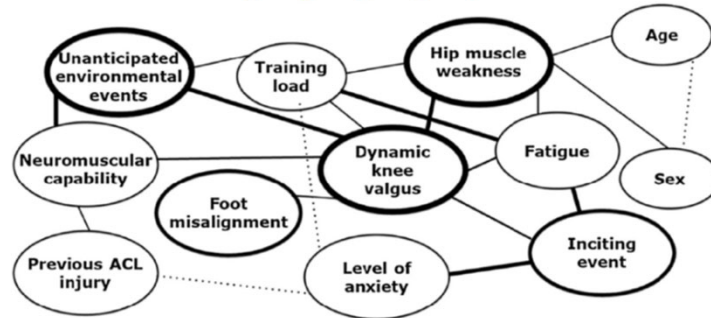 Unanticipated
environmental
events
Training
load
Hip muscle
weakness
Age
Neuromuscular
capability
Dynamic
knee
valgus
Fatigue
Sex
Foot
misalignment
Previous ACL
injury
Level of
anxiety
Inciting
event